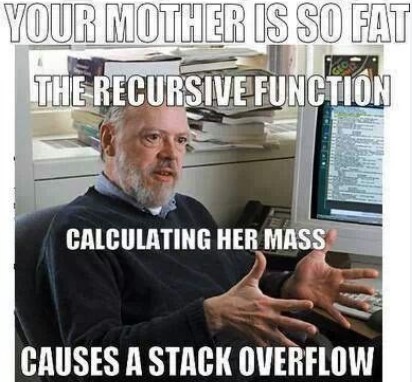 YOUR MOTHER IS SO FAT
THE RECURSIVE FUNCTION
CALCULATING HER MASS
CAUSES A STACK OVERFLOW